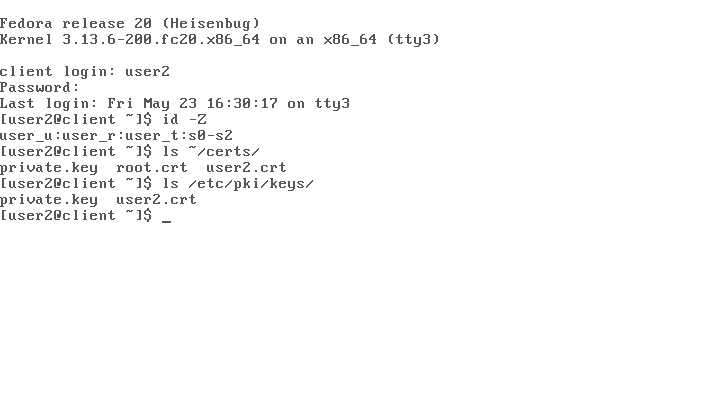 Fedora release 20 (Heisenbug)
Kernel 3.13.6-200.fc20.x86_64 on an x86_64 (tty3)
client login: user2
Password:
Last login: Fri May 23 16:30:17 on tty3
[user2@client ~]$ id -Z
user_u:user_r:user_t:s0-s2
[user2@client ~]$ ls ~/certs/
private.key  root.crt  user2.crt
[user2@client ~]$ ls /etc/pki/keys/
private.key  user2.crt
[user2@client ~]$ _